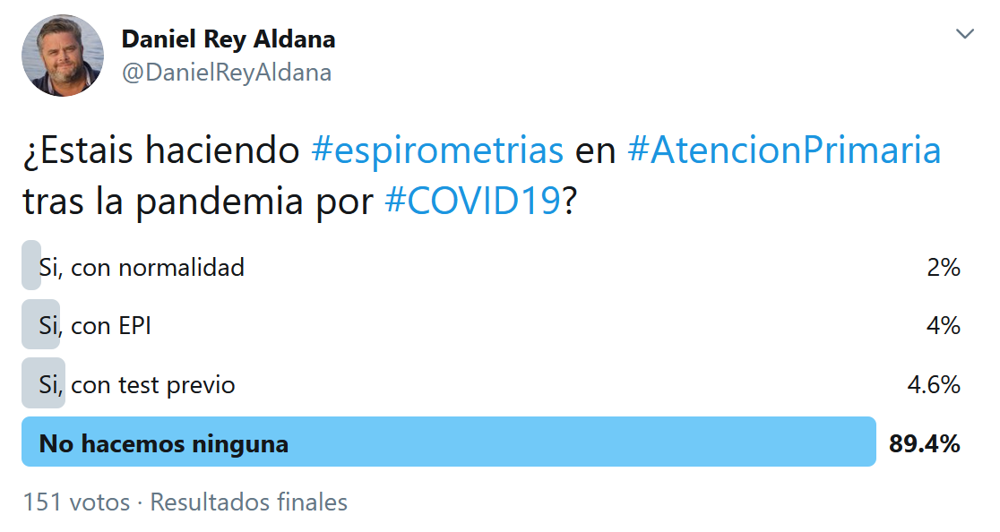 Daniel Rey Aldana
@DanielReyAldana
¿Estais haciendo #espirometrias en #AtencionPrimaria
tras la pandemia por #COVID19?
Si, con normalidad 2%
Si, con EPI 4%
Si, con test previo 4.6%
No hacemos ninguna 89.4%
151 votos · Resultados finales